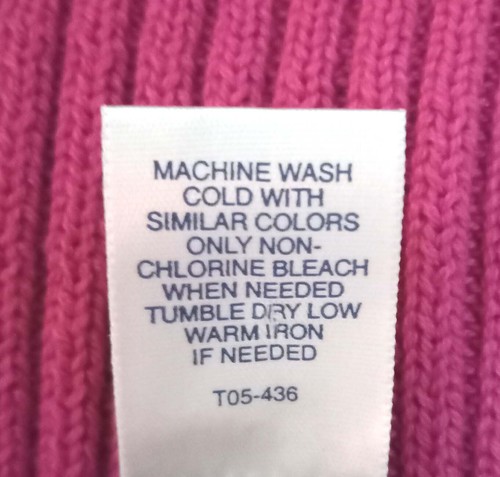 MACHINE WASH
COLD WITH
SIMILAR COLORS
ONLY NON-
CHLORINE BLEACH
WHEN NEEDED
TUMBLE DRY LOW
WARM IRON
IF NEEDED
T05-436